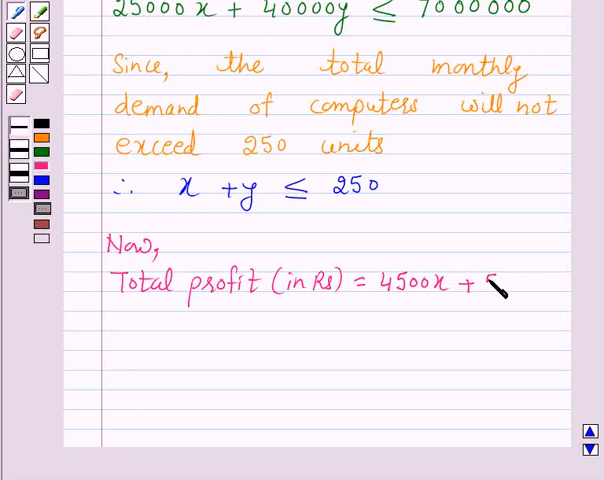 25000x + 40000y ≤ 7000000
Since, the total monthly
demand of computers will not
exceed 250 units
∴ x + y ≤ 250
Now,
Total profit (in Rs) = 4500x + 5